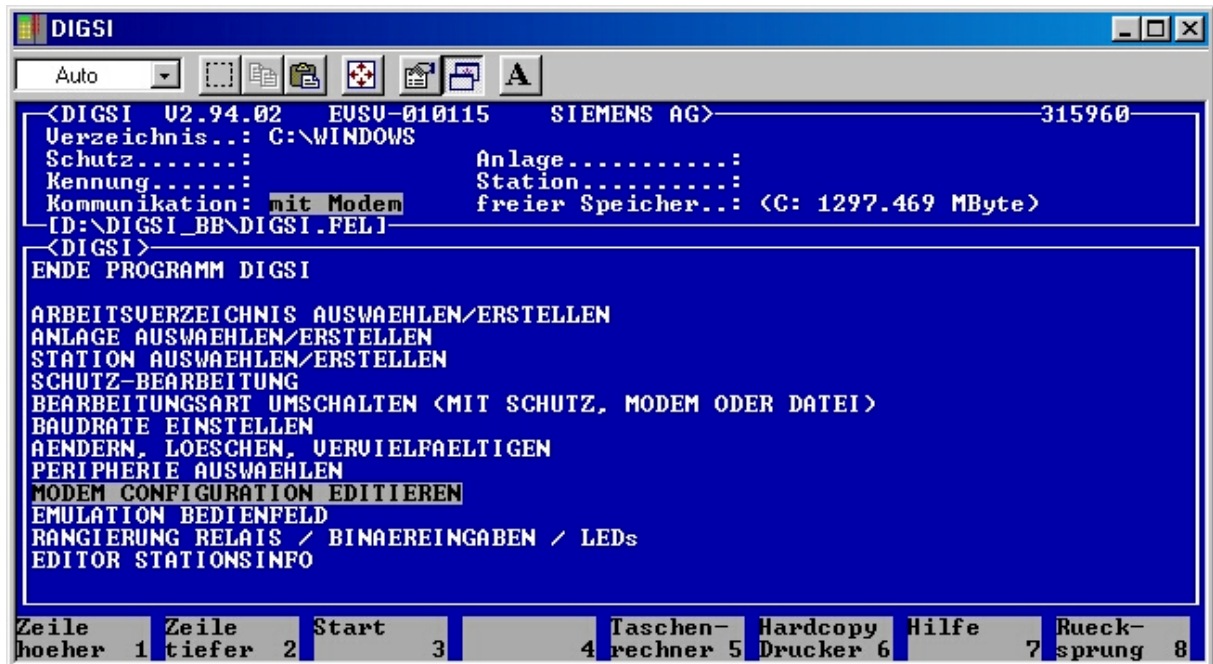 DIGSI
Auto
A
<DIGSI V2.94.02 EVSV-010115 SIEMENS AG> 315960
Verzeichnis..: C:\WINDOWS
Schutz.......: Anlage...........:
Kennung......: Station..........:
Kommunikation: mit Modem freier Speicher..: (C: 1297.469 MByte)
[D:\DIGSI_BB\DIGSI.FEL]
<DIGSI>
ENDE PROGRAMM DIGSI
ARBEITSVERZEICHNIS AUSWAEHLEN/ERSTELLEN
ANLAGE AUSWAEHLEN/ERSTELLEN
STATION AUSWAEHLEN/ERSTELLEN
SCHUTZ-BEARBEITUNG
BEARBEITUNGSART UMSCHALTEN (MIT SCHUTZ, MODEM ODER DATEI)
BAUDRATE EINSTELLEN
AENDERN, LOESCHEN, VERVIELFAELTIGEN
PERIPHERIE AUSWAEHLEN
MODEM CONFIGURATION EDITIEREN
EMULATION BEDIENFELD
RANGIERUNG RELAIS / BINAEREINGABEN / LEDs
EDITOR STATIONSINFO
Zeile Zeile Start Taschen- Hardcopy Hilfe Rueck-
hoeher 1 tiefer 2 3 4 rechner 5 Drucker 6 7 sprung 8